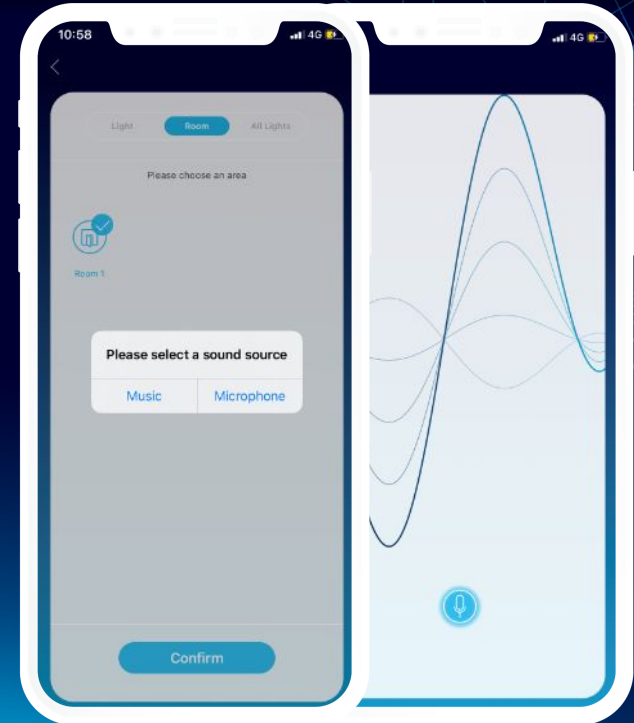 10:58
4G
4G
Light Room All Lights
Please choose an area
Room 1
Please select a sound source
Music Microphone
Confirm